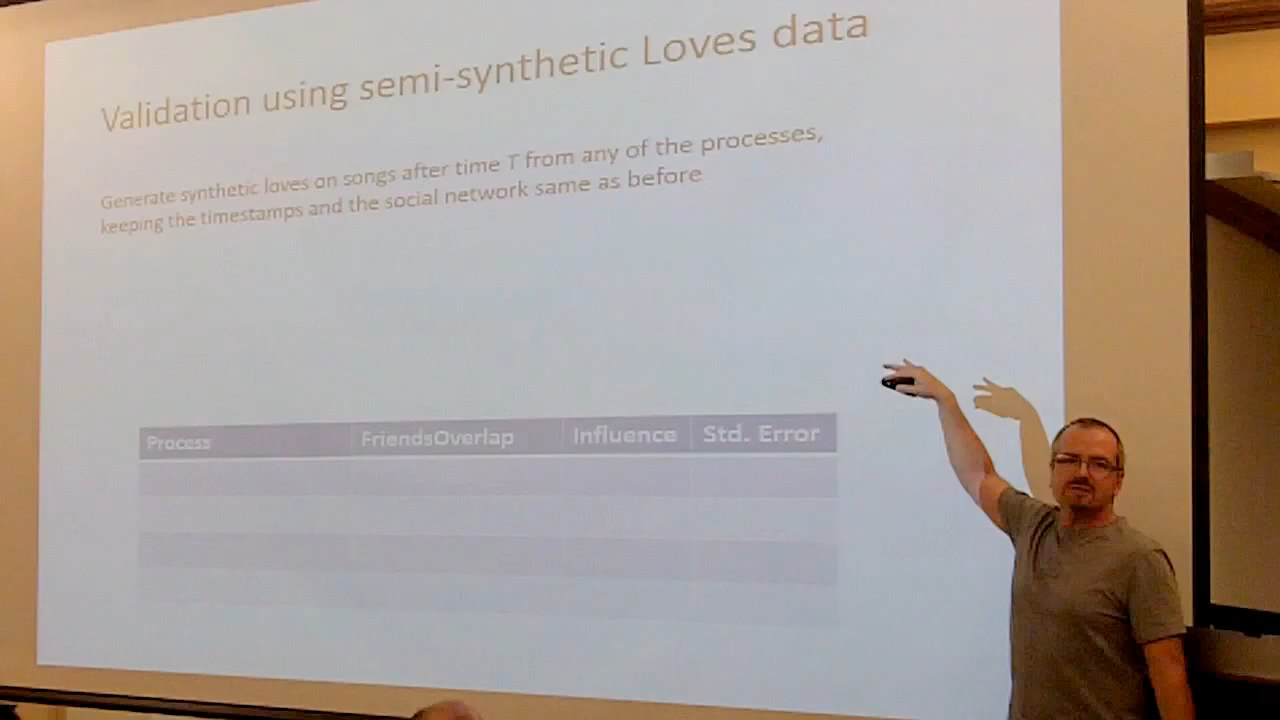 Validation using semi-synthetic Loves data
Generate synthetic loves on songs after time T from any of the processes,
keeping the timestamps and the social network same as before
Process FriendsOverlap Influence Std. Error